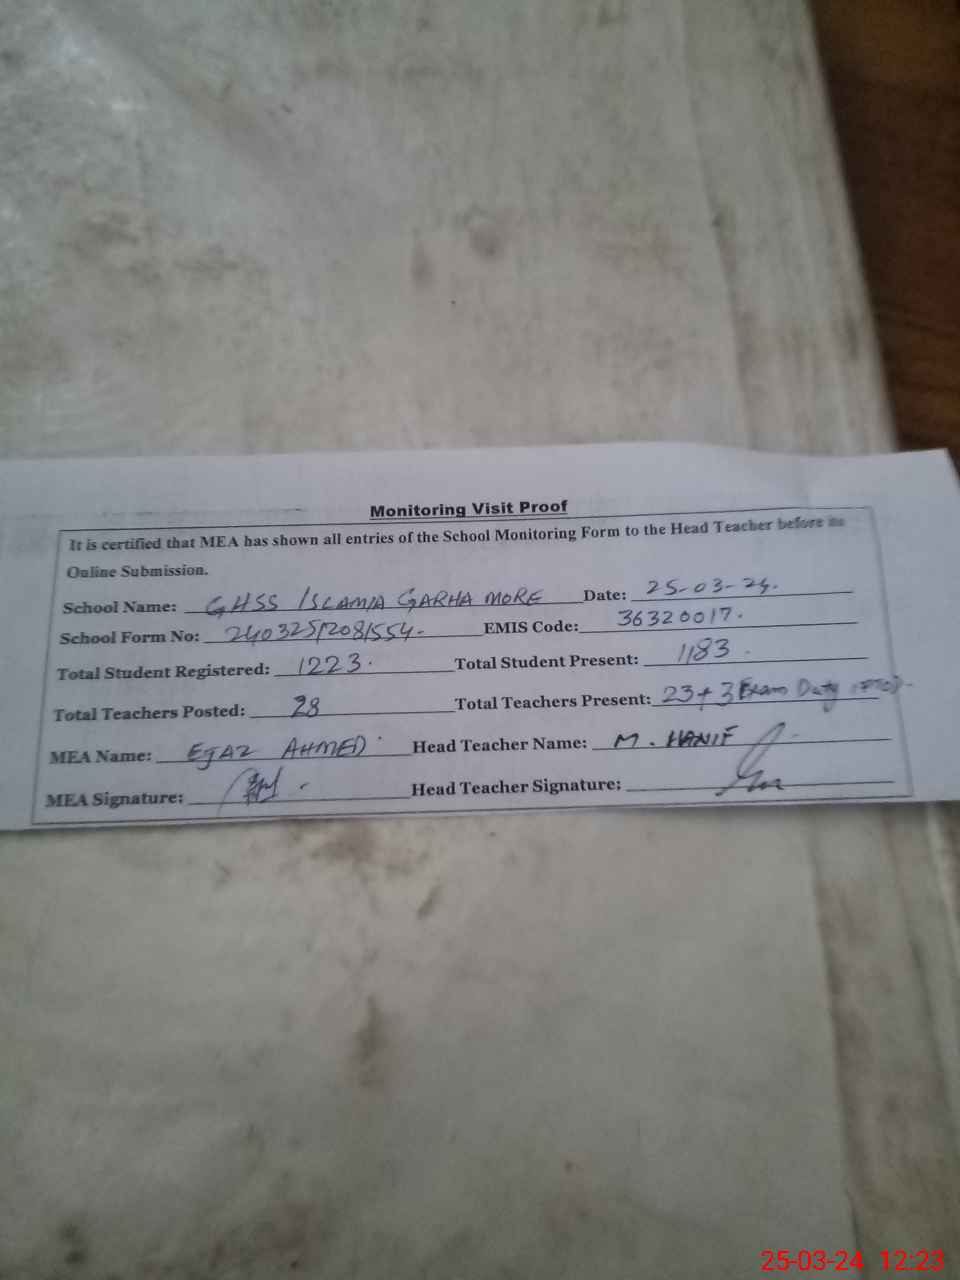 Monitoring Visit Proof
It is certified that MEA has shown all entries of the School Monitoring Form to the Head Teacher before its
Online Submission.
School Name: GHSS ISLAMIA GARHA MORE Date: 25-03-24.
School Form No: 24032512081554- EMIS Code: 36320017.
Total Student Registered: 1223. Total Student Present: 1183.
Total Teachers Posted: 28 Total Teachers Present: 23+3 Exam Duty
MEA Name: EJAZ AHMED Head Teacher Name: M. HANIF
MEA Signature: Head Teacher Signature:
25-03-24 12:23